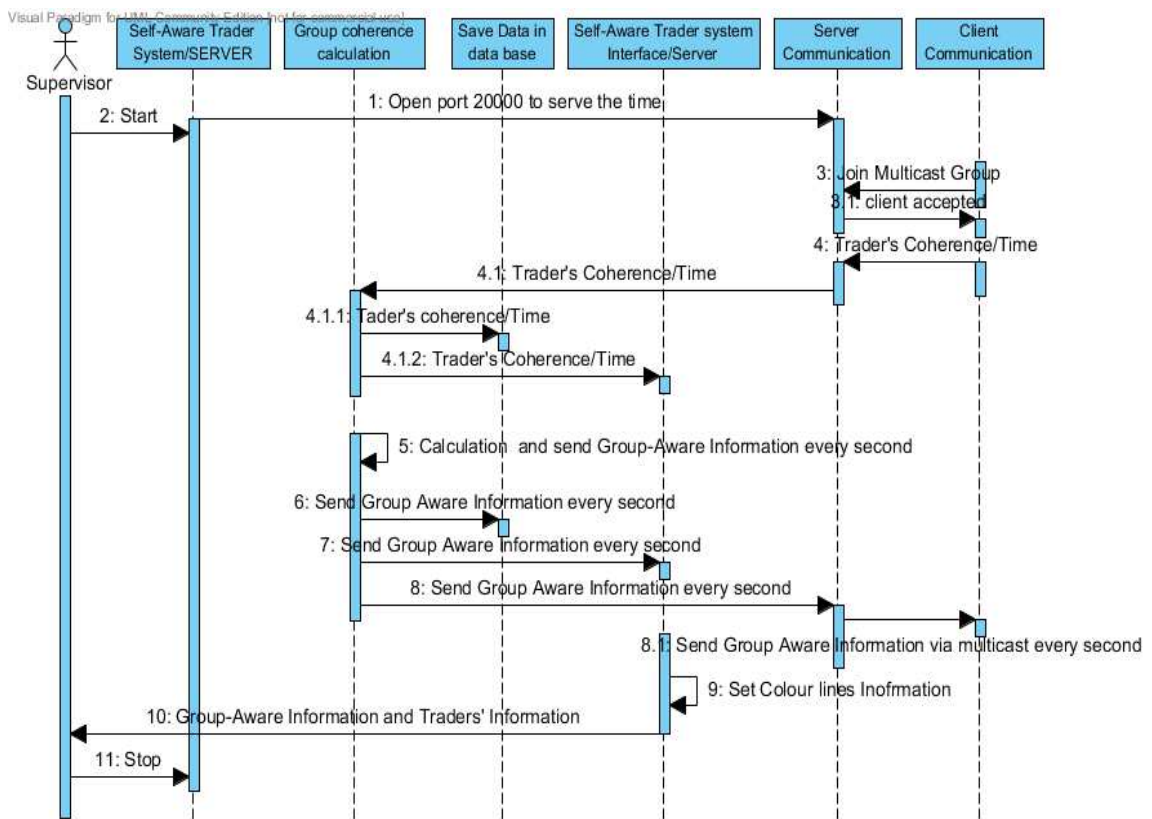 Visual Paradigm for UML Community Edition [not for commercial use]
Supervisor
Self-Aware Trader
System/SERVER
Group coherence
calculation
Save Data in
data base
Self-Aware Trader system
Interface/Server
Server
Communication
Client
Communication
1: Open port 20000 to serve the time
2: Start
3: Join Multicast Group
3.1: client accepted
4: Trader's Coherence/Time
4.1: Trader's Coherence/Time
4.1.1: Tader's coherence/Time
4.1.2: Trader's Coherence/Time
5: Calculation and send Group-Aware Information every second
6: Send Group Aware Information every second
7: Send Group Aware Information every second
8: Send Group Aware Information every second
8.1: Send Group Aware Information via multicast every second
9: Set Colour lines Inofrmation
10: Group-Aware Information and Traders' Information
11: Stop